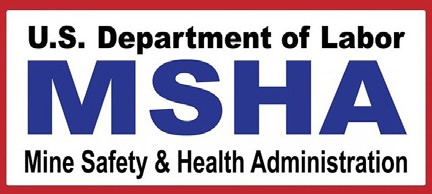 U.S. Department of Labor
MSHA
Mine Safety & Health Administration